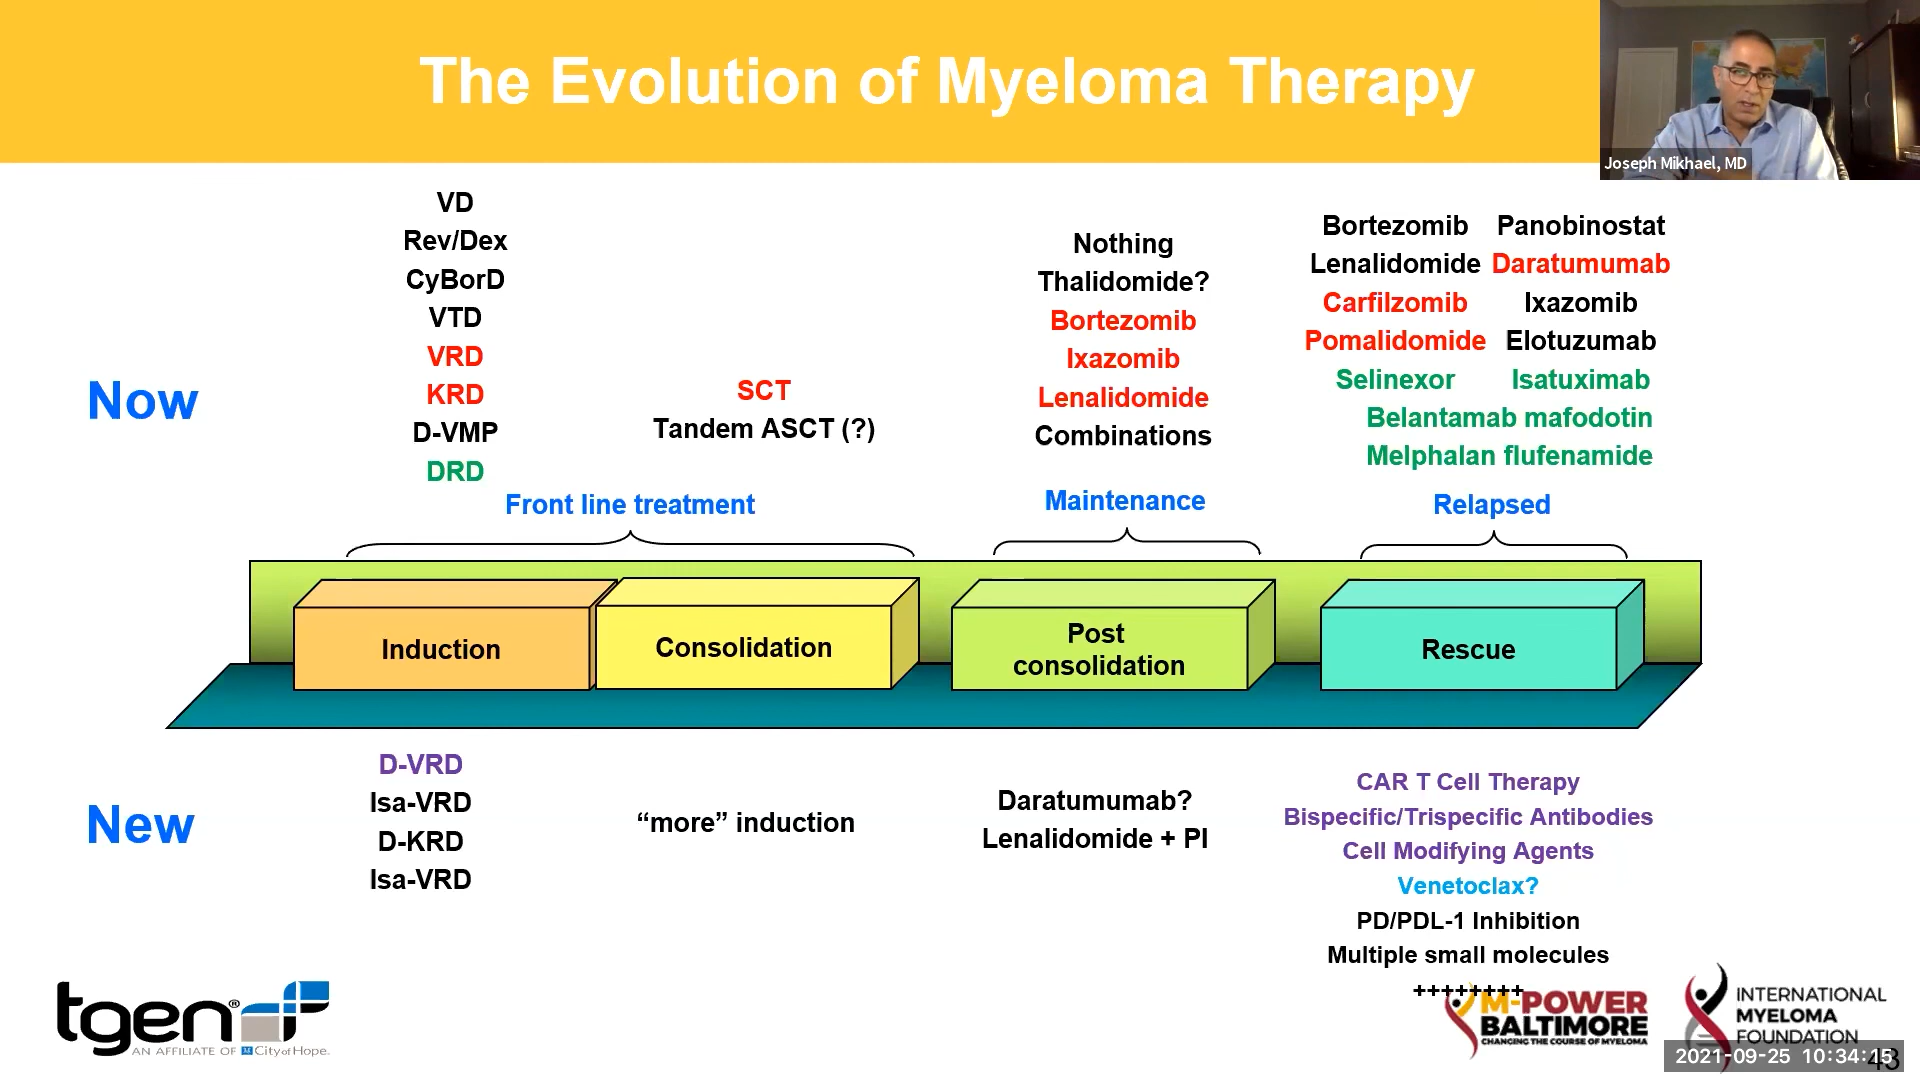 The Evolution of Myeloma Therapy
Joseph Mikhael, MD
Now
VD
Rev/Dex
CyBorD
VTD
VRD
KRD
D-VMP
DRD
SCT
Tandem ASCT (?)
Nothing
Thalidomide?
Bortezomib
Ixazomib
Lenalidomide
Combinations
Bortezomib Panobinostat
Lenalidomide Daratumumab
Carfilzomib Ixazomib
Pomalidomide Elotuzumab
Selinexor Isatuximab
Belantamab mafodotin
Melphalan flufenamide
Front line treatment
Maintenance
Relapsed
Induction
Consolidation
Post
consolidation
Rescue
New
D-VRD
Isa-VRD
D-KRD
Isa-VRD
“more” induction
Daratumumab?
Lenalidomide + PI
CAR T Cell Therapy
Bispecific/Trispecific Antibodies
Cell Modifying Agents
Venetoclax?
PD/PDL-1 Inhibition
Multiple small molecules
++++++++
tgen®
AN AFFILIATE OF City of Hope.
M-POWER
BALTIMORE
CHANGING THE COURSE OF MYELOMA
INTERNATIONAL
MYELOMA
FOUNDATION
2021-09-25 10:34:15
43